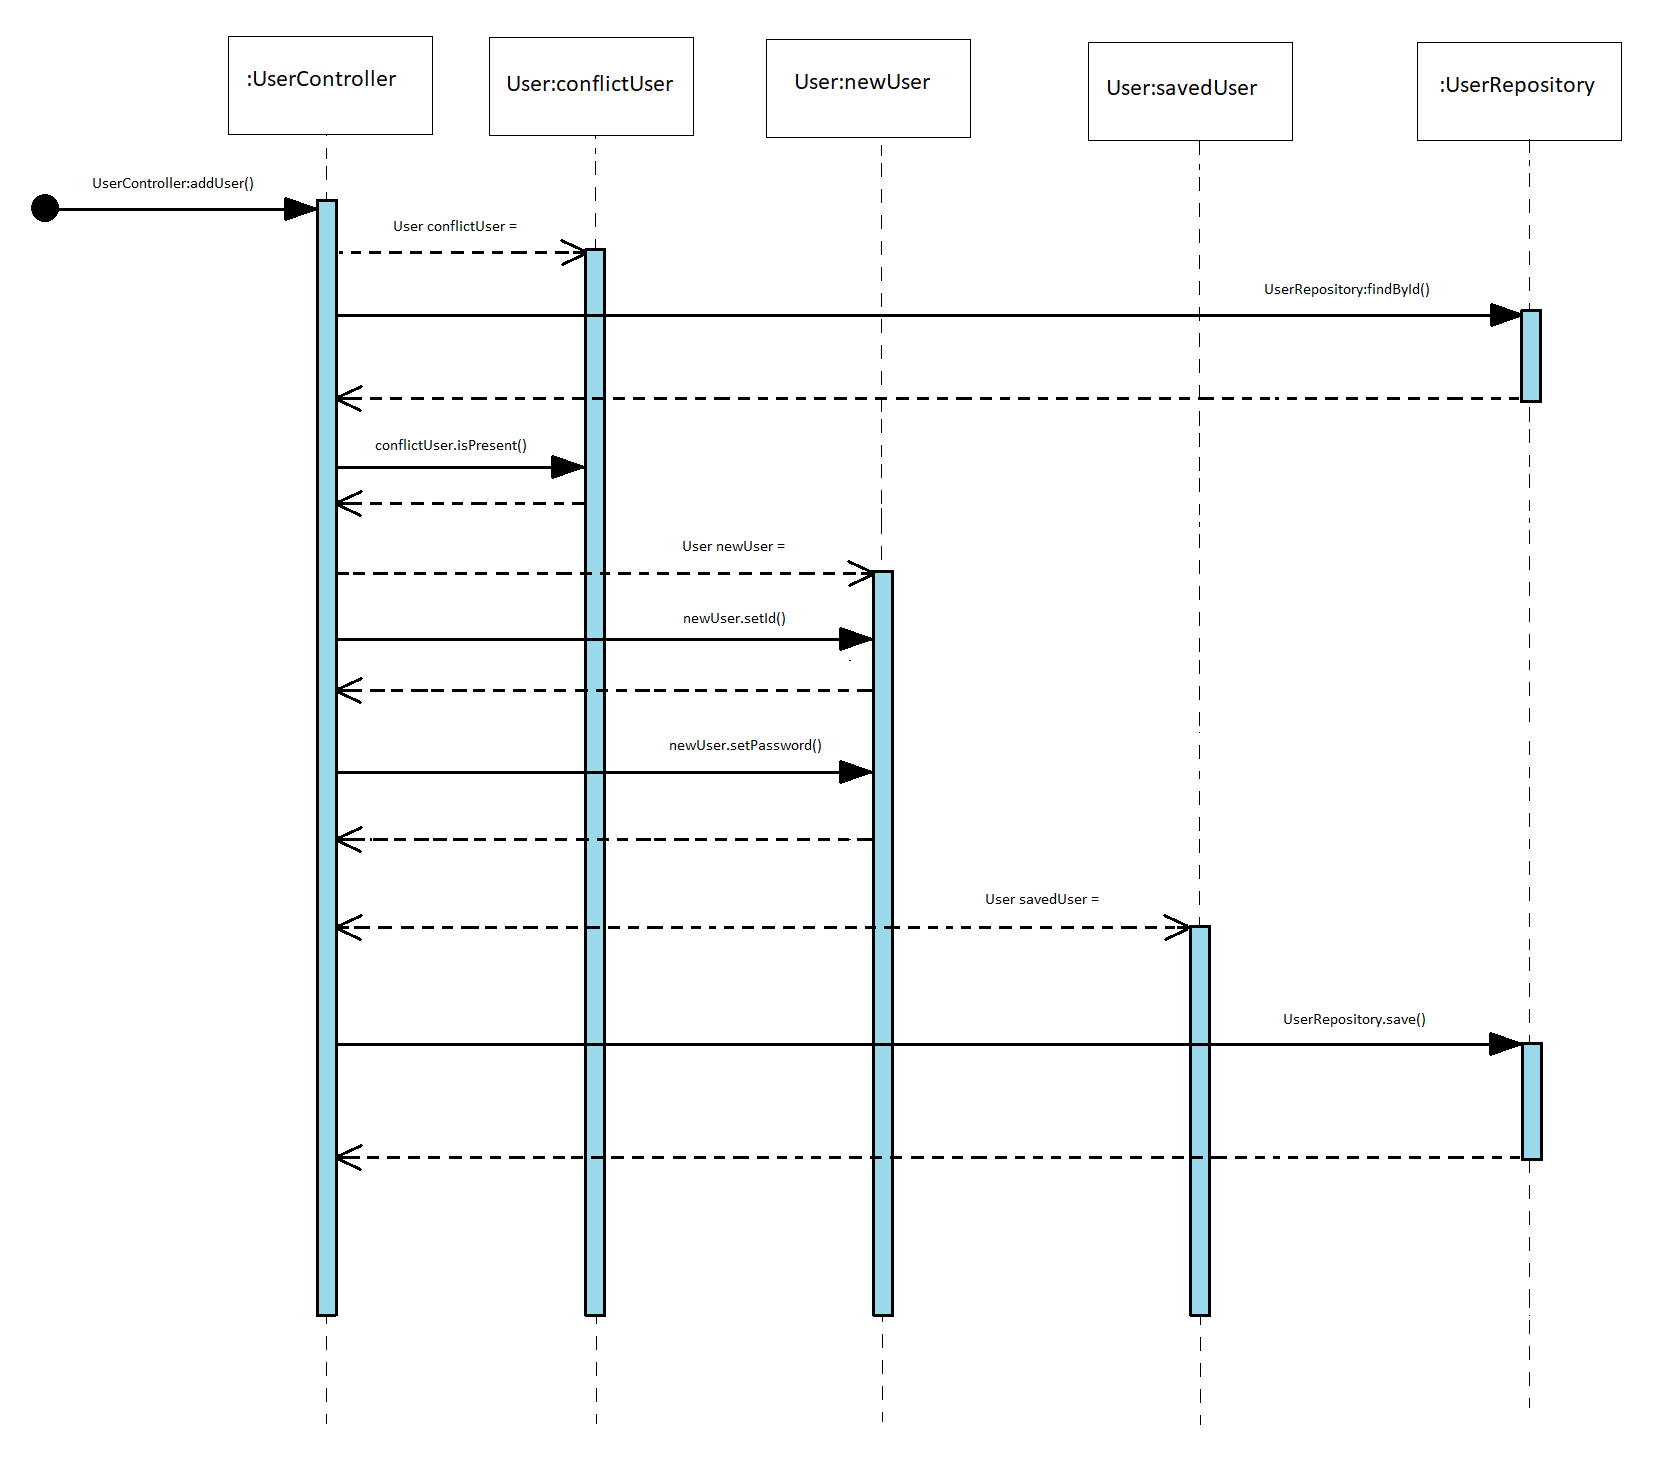 :UserController
User:conflictUser
User:newUser
User:savedUser
:UserRepository
UserController:addUser()
User conflictUser =
UserRepository:findById()
conflictUser.isPresent()
User newUser =
newUser.setId()
newUser.setPassword()
User savedUser =
UserRepository.save()